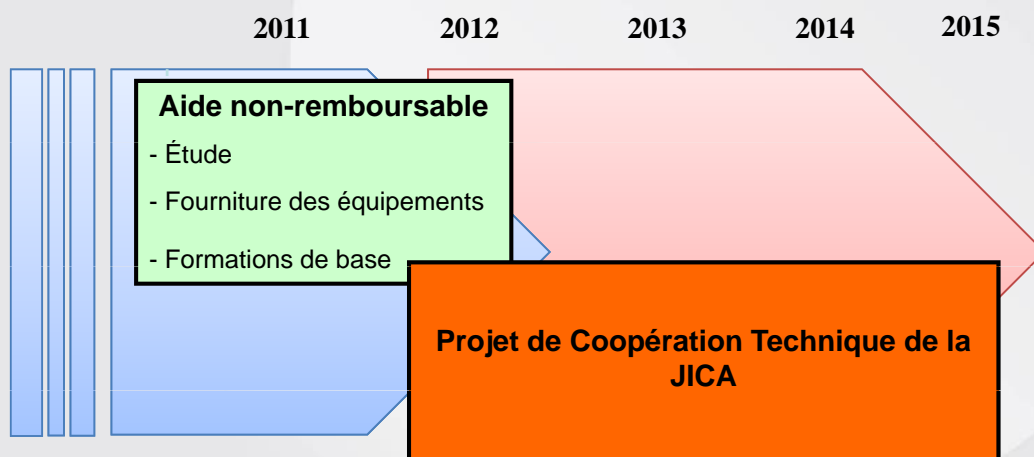 2011 2012 2013 2014 2015
Aide non-remboursable
- Étude
- Fourniture des équipements
- Formations de base
Projet de Coopération Technique de la
JICA